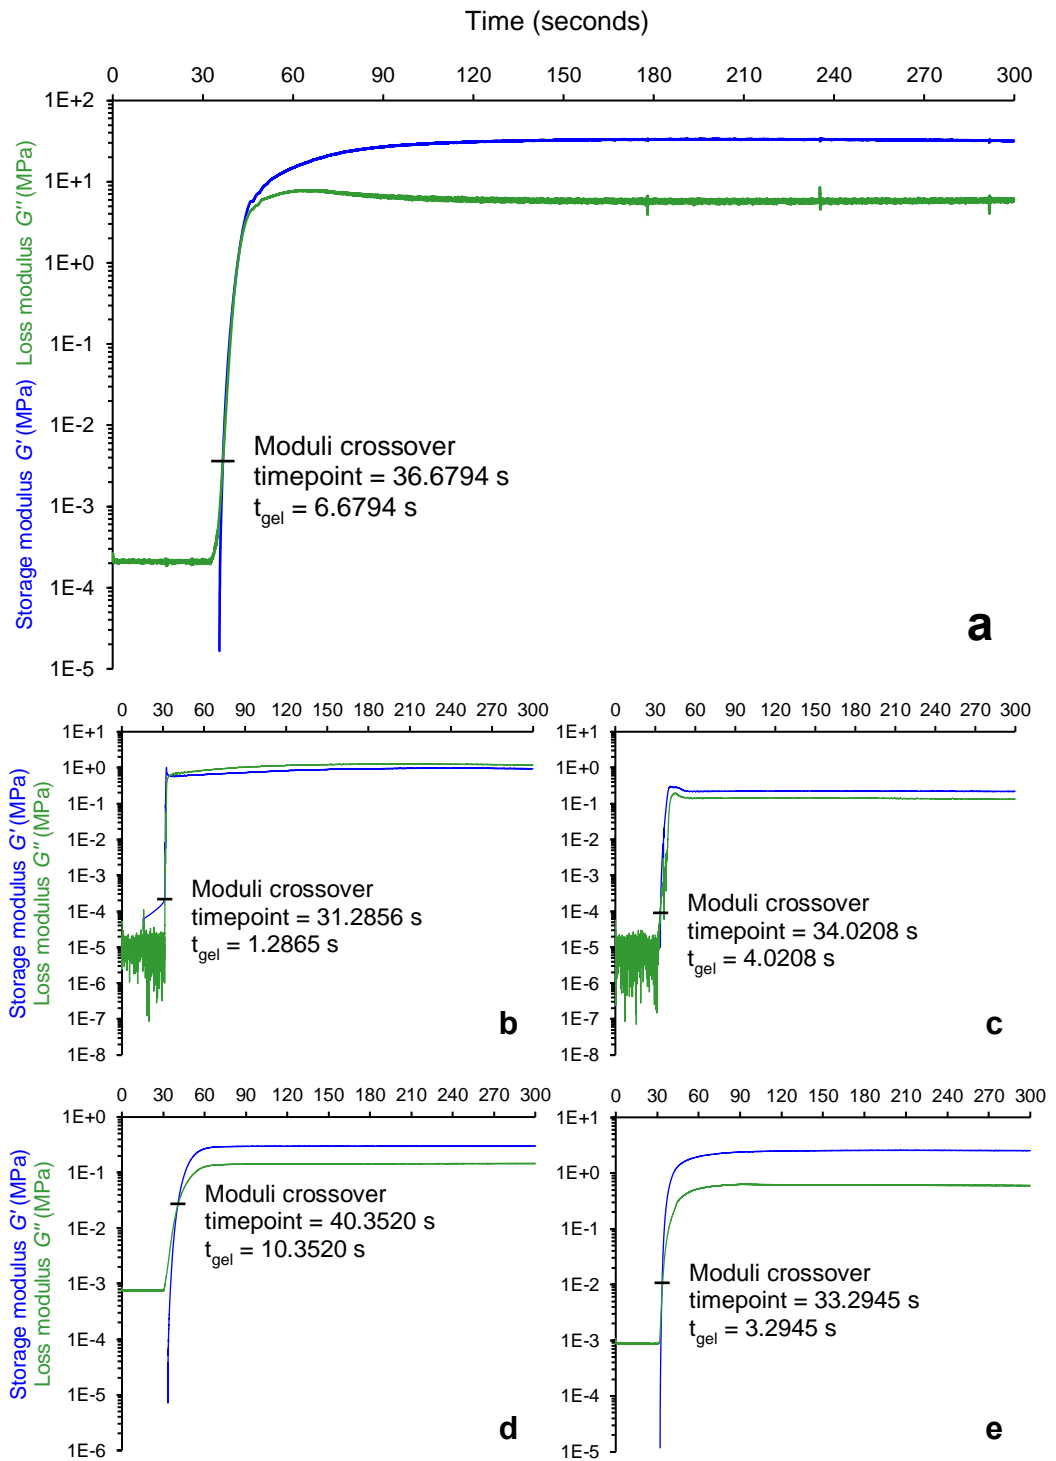 Time (seconds)
0 30 60 90 120 150 180 210 240 270 300
Storage modulus G' (MPa) Loss modulus G'' (MPa)
1E+2
1E+1
1E+0
1E-1
1E-2
1E-3
1E-4
1E-5
Moduli crossover
timepoint = 36.6794 s
t_gel = 6.6794 s
a
0 30 60 90 120 150 180 210 240 270 300
Storage modulus G' (MPa)
Loss modulus G'' (MPa)
1E+1
1E+0
1E-1
1E-2
1E-3
1E-4
1E-5
1E-6
1E-7
1E-8
Moduli crossover
timepoint = 31.2856 s
t_gel = 1.2865 s
b
0 30 60 90 120 150 180 210 240 270 300
1E+1
1E+0
1E-1
1E-2
1E-3
1E-4
1E-5
1E-6
1E-7
1E-8
Moduli crossover
timepoint = 34.0208 s
t_gel = 4.0208 s
c
0 30 60 90 120 150 180 210 240 270 300
Storage modulus G' (MPa)
Loss modulus G'' (MPa)
1E+0
1E-1
1E-2
1E-3
1E-4
1E-5
1E-6
Moduli crossover
timepoint = 40.3520 s
t_gel = 10.3520 s
d
0 30 60 90 120 150 180 210 240 270 300
1E+1
1E+0
1E-1
1E-2
1E-3
1E-4
1E-5
Moduli crossover
timepoint = 33.2945 s
t_gel = 3.2945 s
e